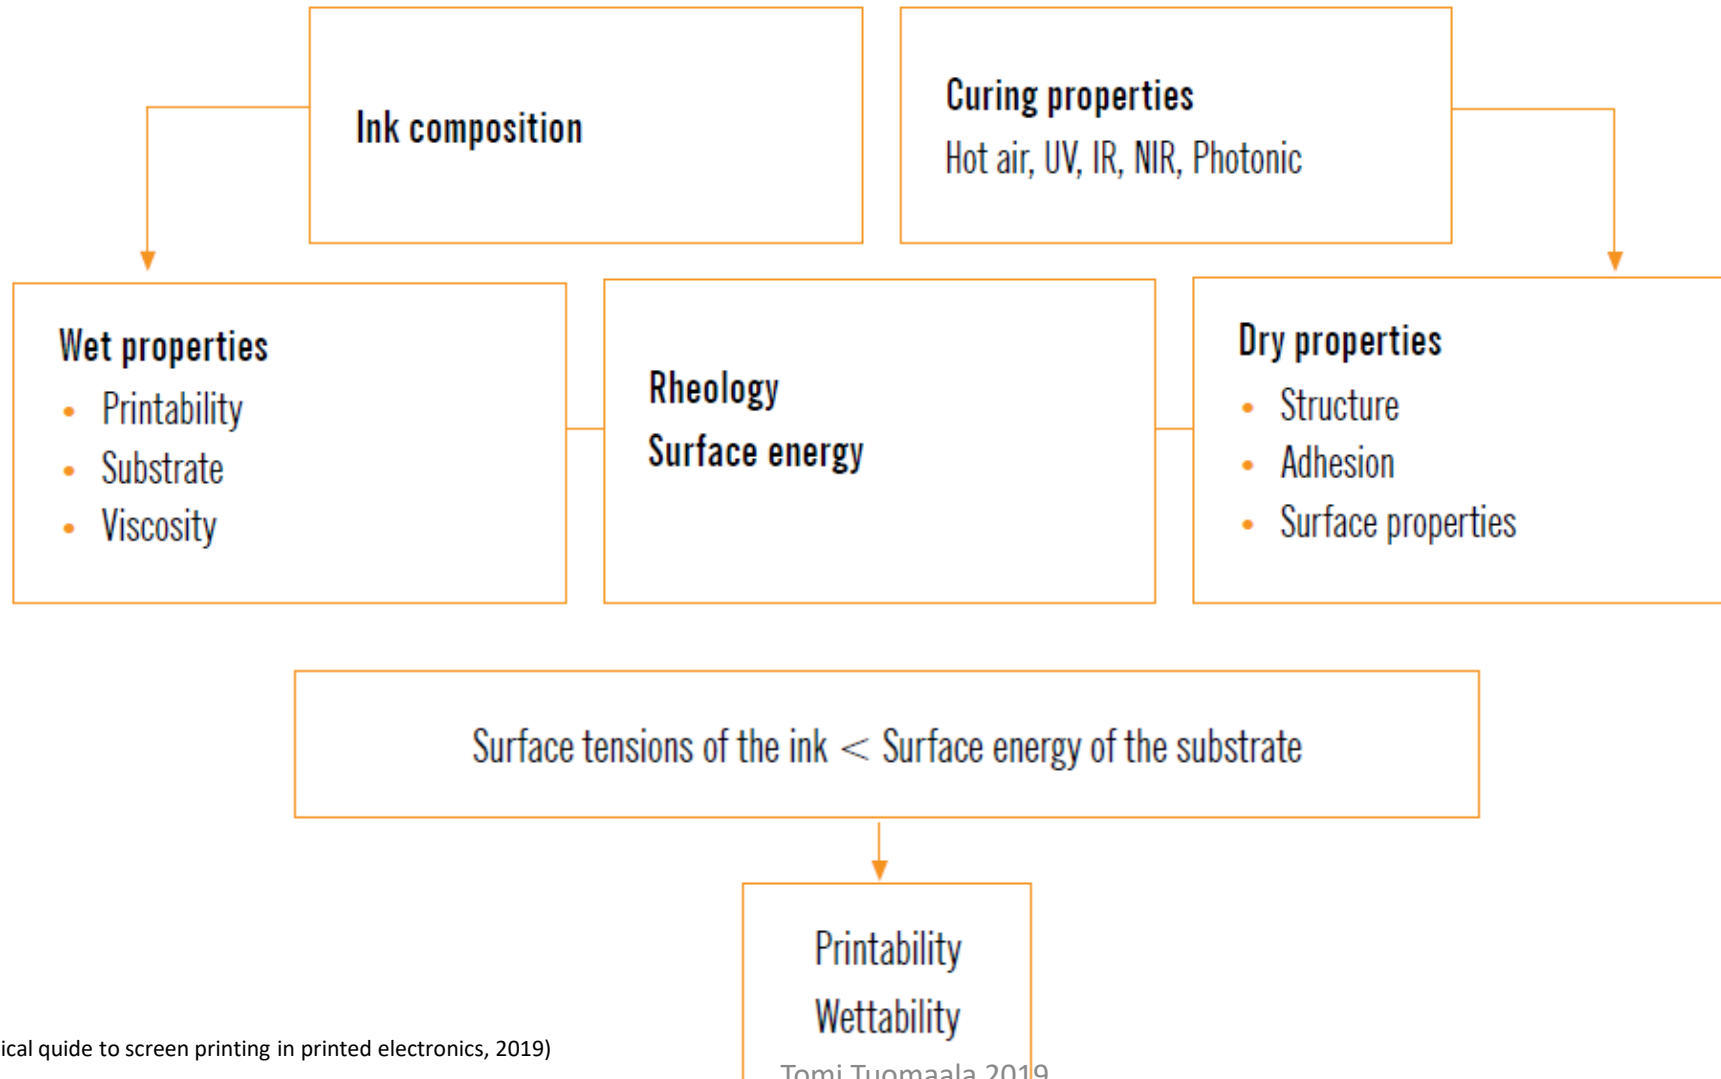 Ink composition
Curing properties
Hot air, UV, IR, NIR, Photonic
Wet properties
• Printability
• Substrate
• Viscosity
Rheology
Surface energy
Dry properties
• Structure
• Adhesion
• Surface properties
Surface tensions of the ink < Surface energy of the substrate
Printability
Wettability
ical quide to screen printing in printed electronics, 2019)
Tomi Tuomaala 2019